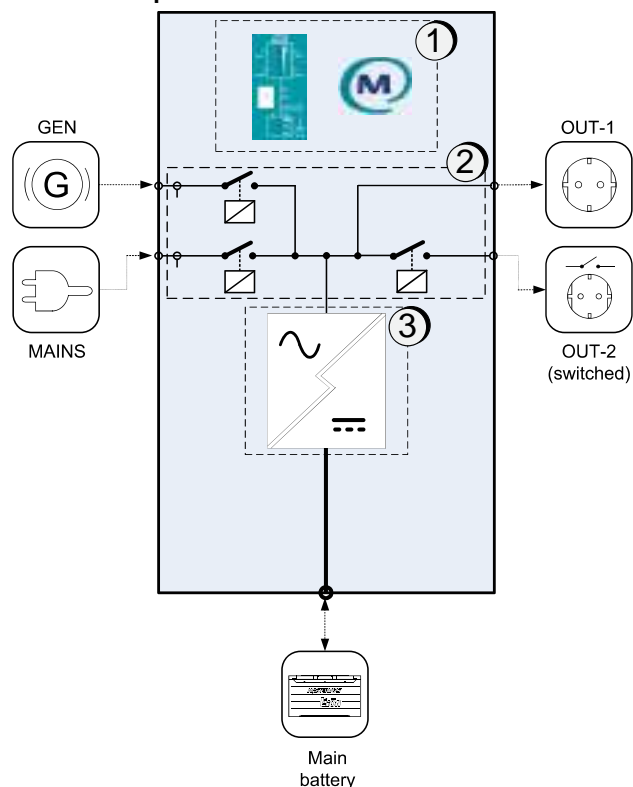 1
M
GEN
2
OUT-1
G
MAINS
OUT-2
(switched)
3
Main
battery